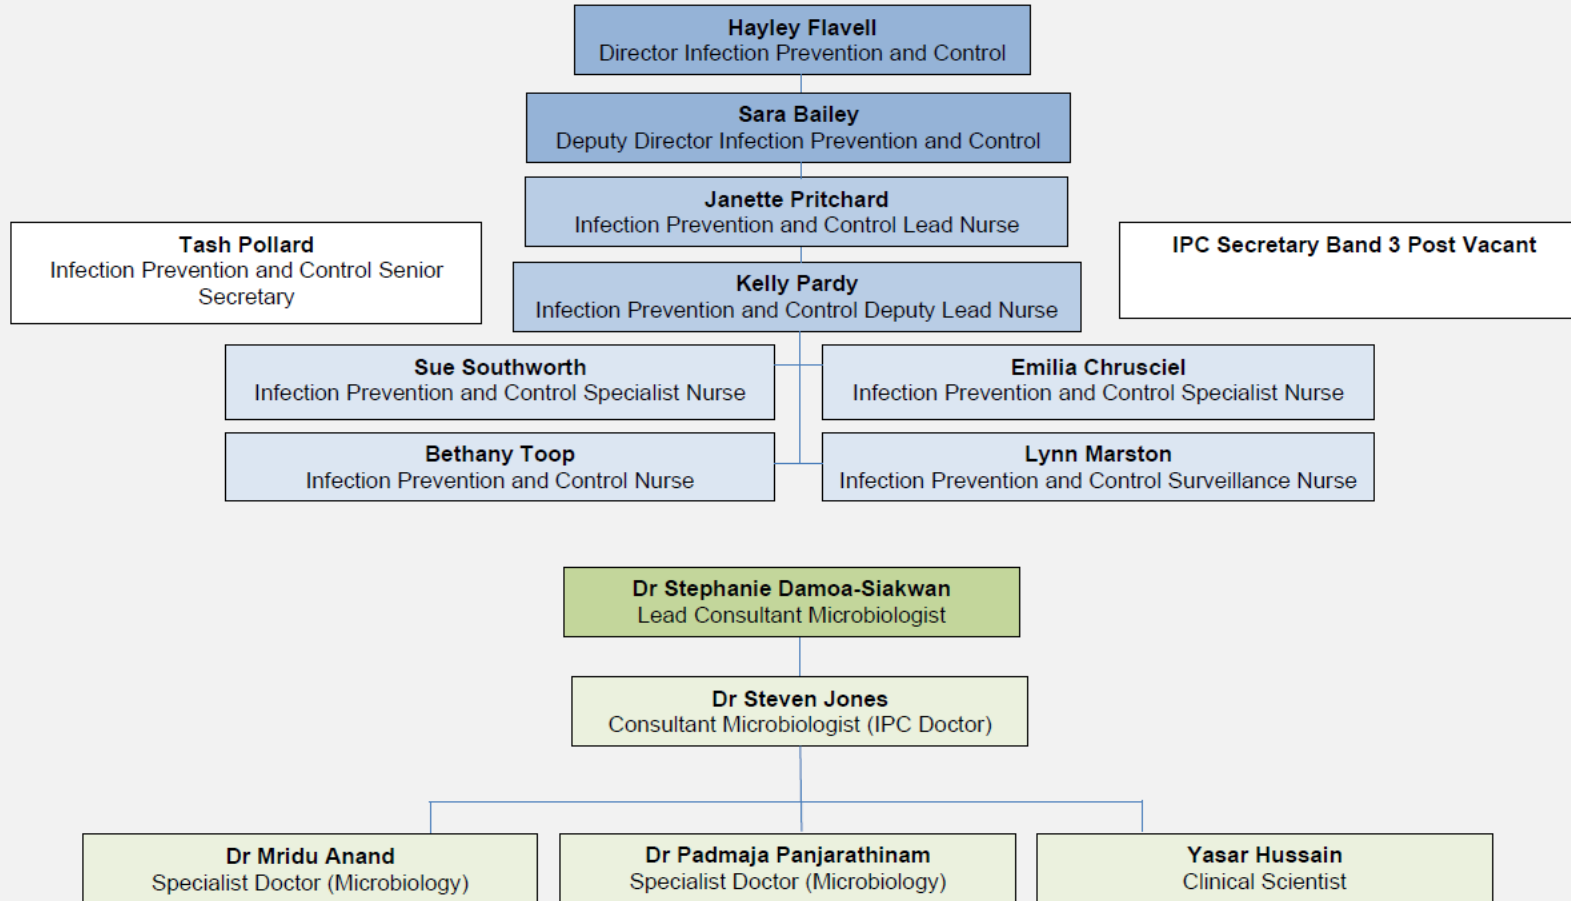 Hayley Flavell
Director Infection Prevention and Control
Sara Bailey
Deputy Director Infection Prevention and Control
Janette Pritchard
Infection Prevention and Control Lead Nurse
Tash Pollard
Infection Prevention and Control Senior
Secretary
IPC Secretary Band 3 Post Vacant
Kelly Pardy
Infection Prevention and Control Deputy Lead Nurse
Sue Southworth
Infection Prevention and Control Specialist Nurse
Emilia Chrusciel
Infection Prevention and Control Specialist Nurse
Bethany Toop
Infection Prevention and Control Nurse
Lynn Marston
Infection Prevention and Control Surveillance Nurse
Dr Stephanie Damoa-Siakwan
Lead Consultant Microbiologist
Dr Steven Jones
Consultant Microbiologist (IPC Doctor)
Dr Mridu Anand
Specialist Doctor (Microbiology)
Dr Padmaja Panjarathinam
Specialist Doctor (Microbiology)
Yasar Hussain
Clinical Scientist